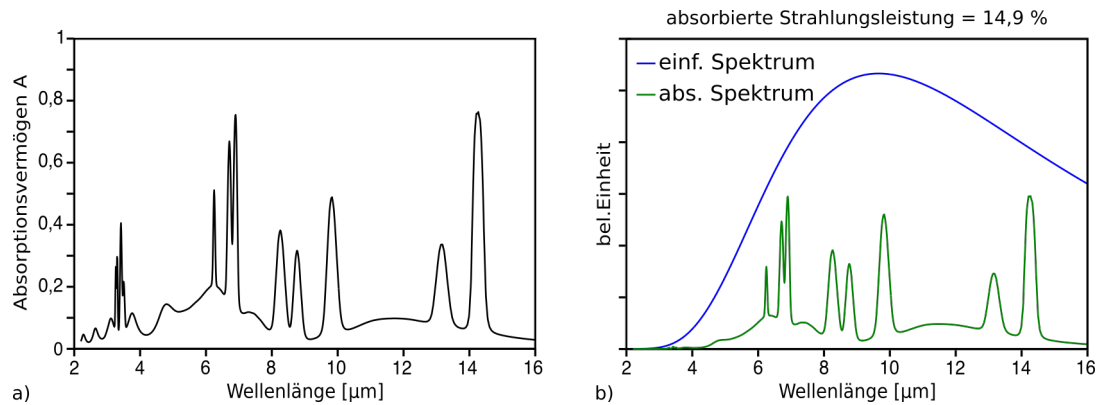 absorbierte Strahlungsleistung = 14,9 %
Absorptionsvermögen A
1
0,8
0,6
0,4
0,2
0
2 4 6 8 10 12 14 16
Wellenlänge [µm]
a)
einf. Spektrum
abs. Spektrum
bel.Einheit
2 4 6 8 10 12 14 16
Wellenlänge [µm]
b)